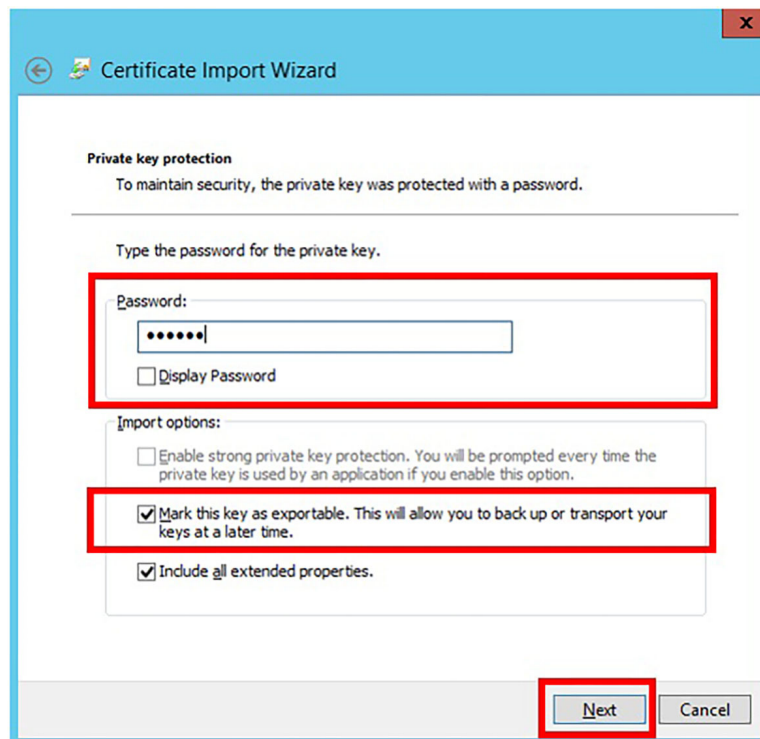 x
Certificate Import Wizard
Private key protection
To maintain security, the private key was protected with a password.
Type the password for the private key.
Password:
••••••
Display Password
Import options:
Enable strong private key protection. You will be prompted every time the
private key is used by an application if you enable this option.
Mark this key as exportable. This will allow you to back up or transport your
keys at a later time.
Include all extended properties.
Next Cancel